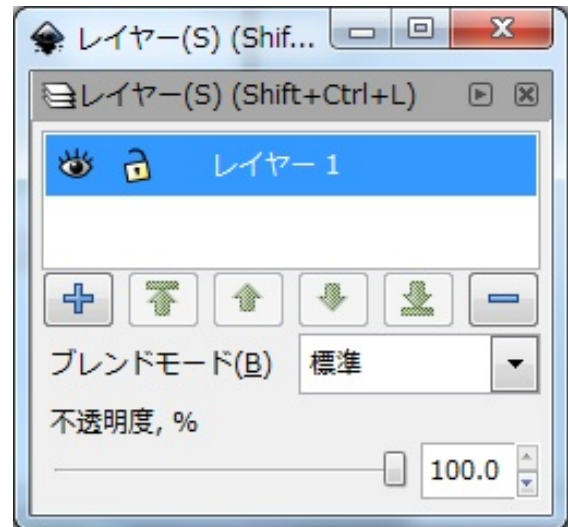 レイヤー(S) (Shif...
レイヤー(S) (Shift+Ctrl+L)
レイヤー 1
ブレンドモード(B) 標準
不透明度, %
100.0